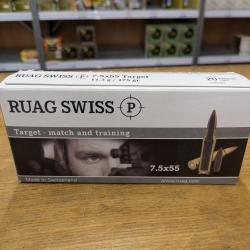 RUAG SWISS P 7.5x55 Target
11.3 g / 175 gr
20
RUAG SWISS P
Target - match and training
7.5x55
Made in Switzerland
www.ruag.com